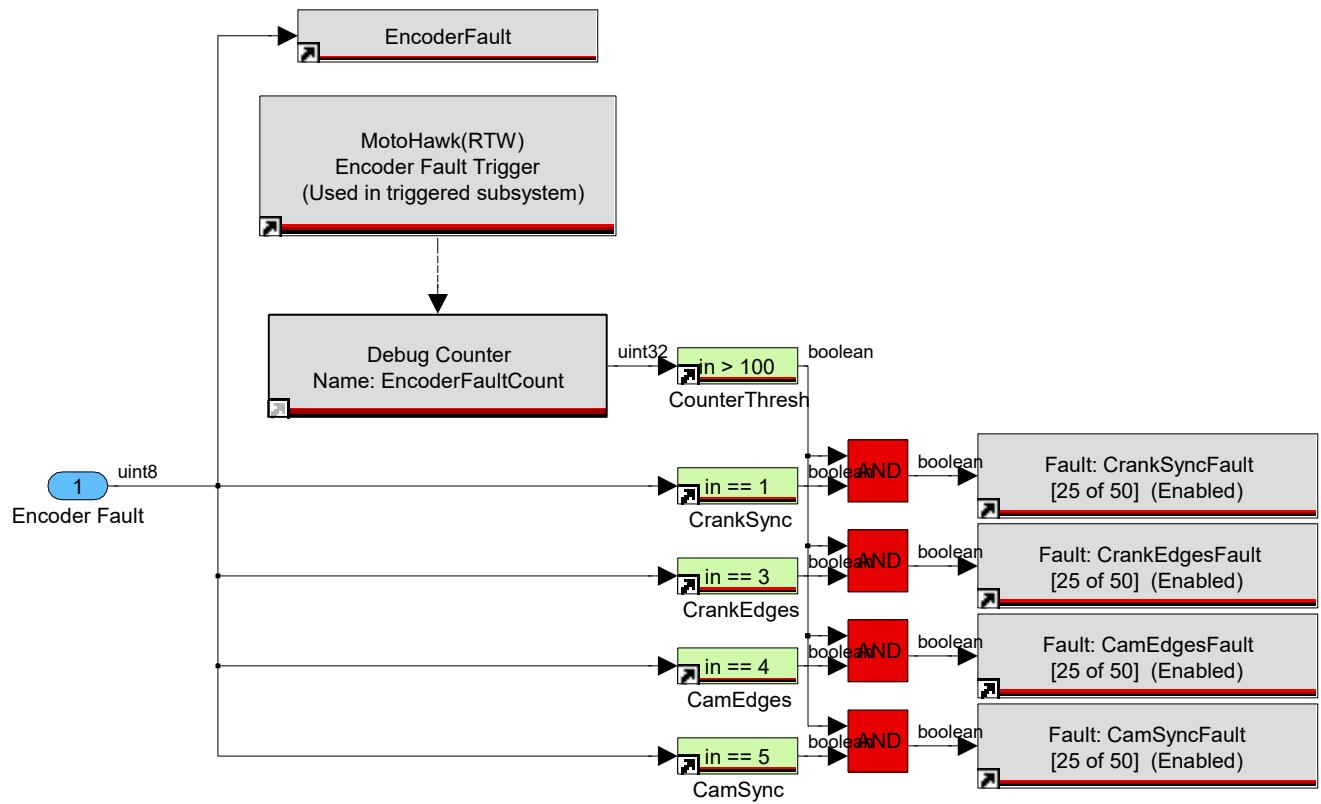 EncoderFault
MotoHawk(RTW)
Encoder Fault Trigger
(Used in triggered subsystem)
Debug Counter
Name: EncoderFaultCount
uint32
in > 100
boolean
CounterThresh
1
uint8
Encoder Fault
in == 1
boolean
CrankSync
AND
boolean
Fault: CrankSyncFault
[25 of 50] (Enabled)
in == 3
boolean
CrankEdges
AND
boolean
Fault: CrankEdgesFault
[25 of 50] (Enabled)
in == 4
boolean
CamEdges
AND
boolean
Fault: CamEdgesFault
[25 of 50] (Enabled)
in == 5
boolean
CamSync
AND
boolean
Fault: CamSyncFault
[25 of 50] (Enabled)